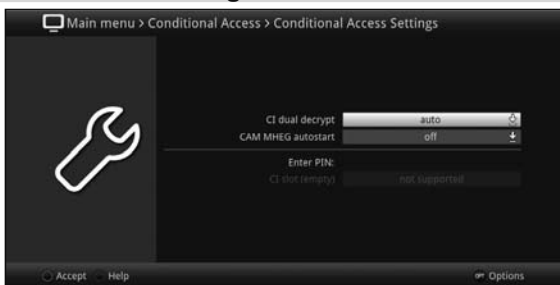 Main menu > Conditional Access > Conditional Access Settings
CI dual decrypt auto
CAM MHEG autostart off
Enter PIN:
CI slot (empty) not supported
Accept Help Options